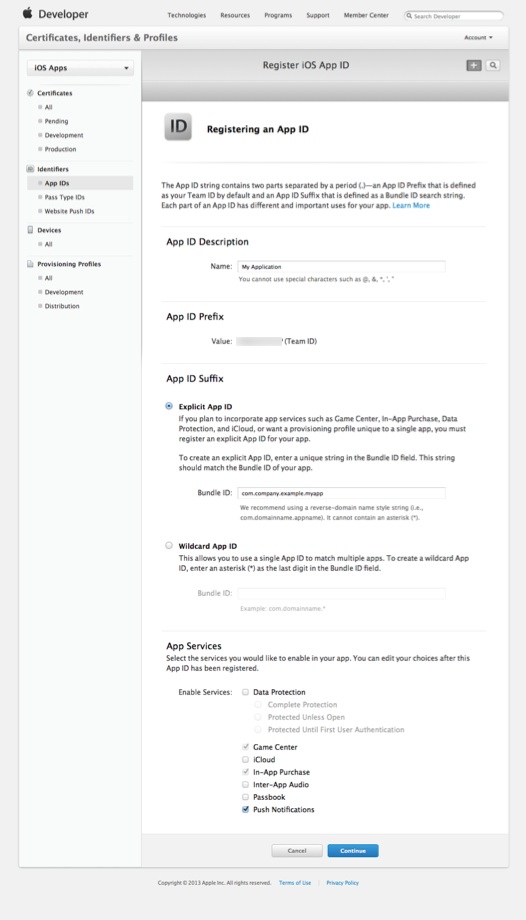 Developer
Technologies Resources Programs Support Member Center Search Developer
Certificates, Identifiers & Profiles
Account
iOS Apps
Register iOS App ID
Certificates
All
Pending
Development
Production
Identifiers
App IDs
Pass Type IDs
Website Push IDs
Devices
All
Provisioning Profiles
All
Development
Distribution
ID
Registering an App ID
The App ID string contains two parts separated by a period (.)—an App ID Prefix that is defined
as your Team ID by default and an App ID Suffix that is defined as a Bundle ID search string.
Each part of an App ID has different and important uses for your app. Learn More
App ID Description
Name: My Application
You cannot use special characters such as @, &, *, ', "
App ID Prefix
Value: (Team ID)
App ID Suffix
Explicit App ID
If you plan to incorporate app services such as Game Center, In-App Purchase, Data
Protection, and iCloud, or want a provisioning profile unique to a single app, you must
register an explicit App ID for your app.
To create an explicit App ID, enter a unique string in the Bundle ID field. This string
should match the Bundle ID of your app.
Bundle ID: com.company.example.myapp
We recommend using a reverse-domain name style string (i.e.,
com.domainname.appname). It cannot contain an asterisk (*).
Wildcard App ID
This allows you to use a single App ID to match multiple apps. To create a wildcard App
ID, enter an asterisk (*) as the last digit in the Bundle ID field.
Bundle ID:
Example: com.domainname.*
App Services
Select the services you would like to enable in your app. You can edit your choices after this
App ID has been registered.
Enable Services: Data Protection
Complete Protection
Protected Unless Open
Protected Until First User Authentication
Game Center
iCloud
In-App Purchase
Inter-App Audio
Passbook
Push Notifications
Cancel Continue
Copyright © 2013 Apple Inc. All rights reserved. Terms of Use | Privacy Policy